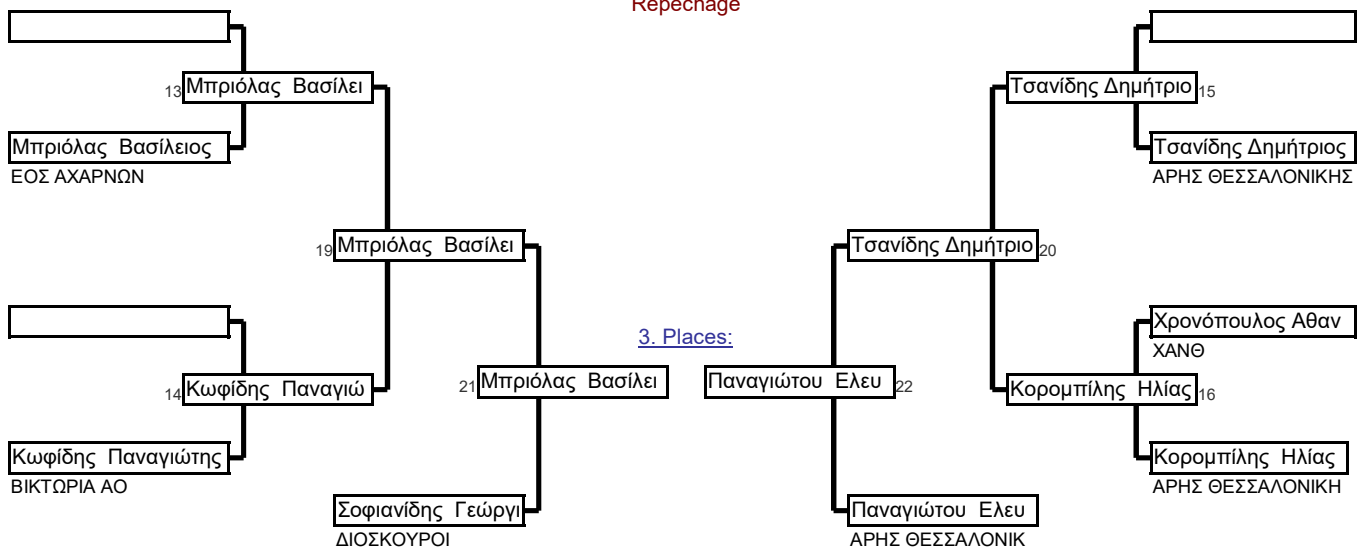 Repechage
13 Μπριόλας Βασίλει
Τσανίδης Δημήτριο 15
Μπριόλας Βασίλειος
Τσανίδης Δημήτριος
ΕΟΣ ΑΧΑΡΝΩΝ
ΑΡΗΣ ΘΕΣΣΑΛΟΝΙΚΗΣ
19 Μπριόλας Βασίλει
Τσανίδης Δημήτριο 20
Χρονόπουλος Αθαν
3. Places:
ΧΑΝΘ
14 Κωφίδης Παναγιώ
21 Μπριόλας Βασίλει
Παναγιώτου Ελευ 22
Κορομπίλης Ηλίας 16
Κωφίδης Παναγιώτης
Κορομπίλης Ηλίας
ΒΙΚΤΩΡΙΑ ΑΟ
ΑΡΗΣ ΘΕΣΣΑΛΟΝΙΚΗ
Σοφιανίδης Γεώργι
Παναγιώτου Ελευ
ΔΙΟΣΚΟΥΡΟΙ
ΑΡΗΣ ΘΕΣΣΑΛΟΝΙΚ